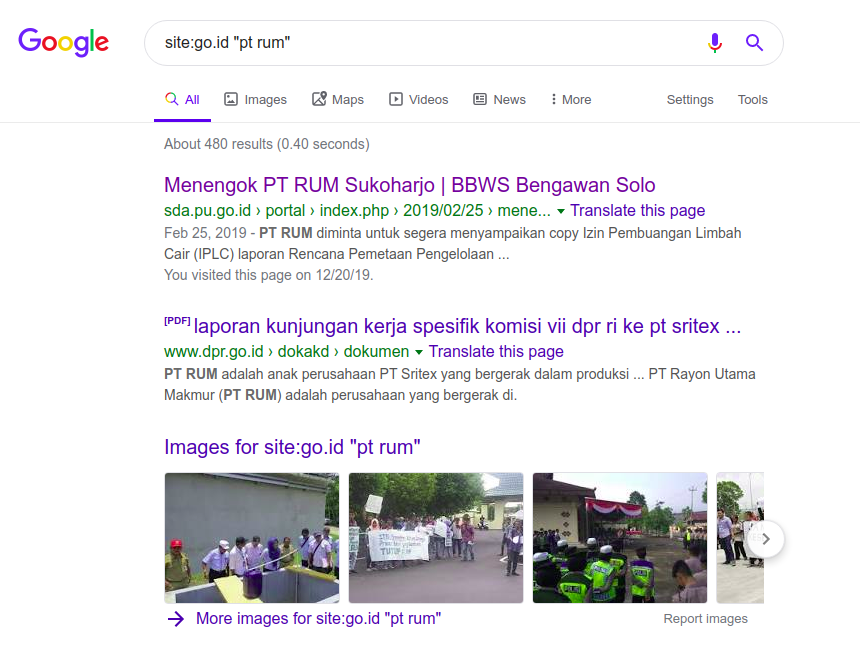 Google
site:go.id "pt rum"
All Images Maps Videos News More Settings Tools
About 480 results (0.40 seconds)
Menengok PT RUM Sukoharjo | BBWS Bengawan Solo
sda.pu.go.id › portal › index.php › 2019/02/25 › mene... Translate this page
Feb 25, 2019 - PT RUM diminta untuk segera menyampaikan copy Izin Pembuangan Limbah
Cair (IPLC) laporan Rencana Pemetaan Pengelolaan ...
You visited this page on 12/20/19.
[PDF] laporan kunjungan kerja spesifik komisi vii dpr ri ke pt sritex ...
www.dpr.go.id › dokakd › dokumen Translate this page
PT RUM adalah anak perusahaan PT Sritex yang bergerak dalam produksi ... PT Rayon Utama
Makmur (PT RUM) adalah perusahaan yang bergerak di.
Images for site:go.id "pt rum"
TUTUP
POLISI
More images for site:go.id "pt rum"
Report images